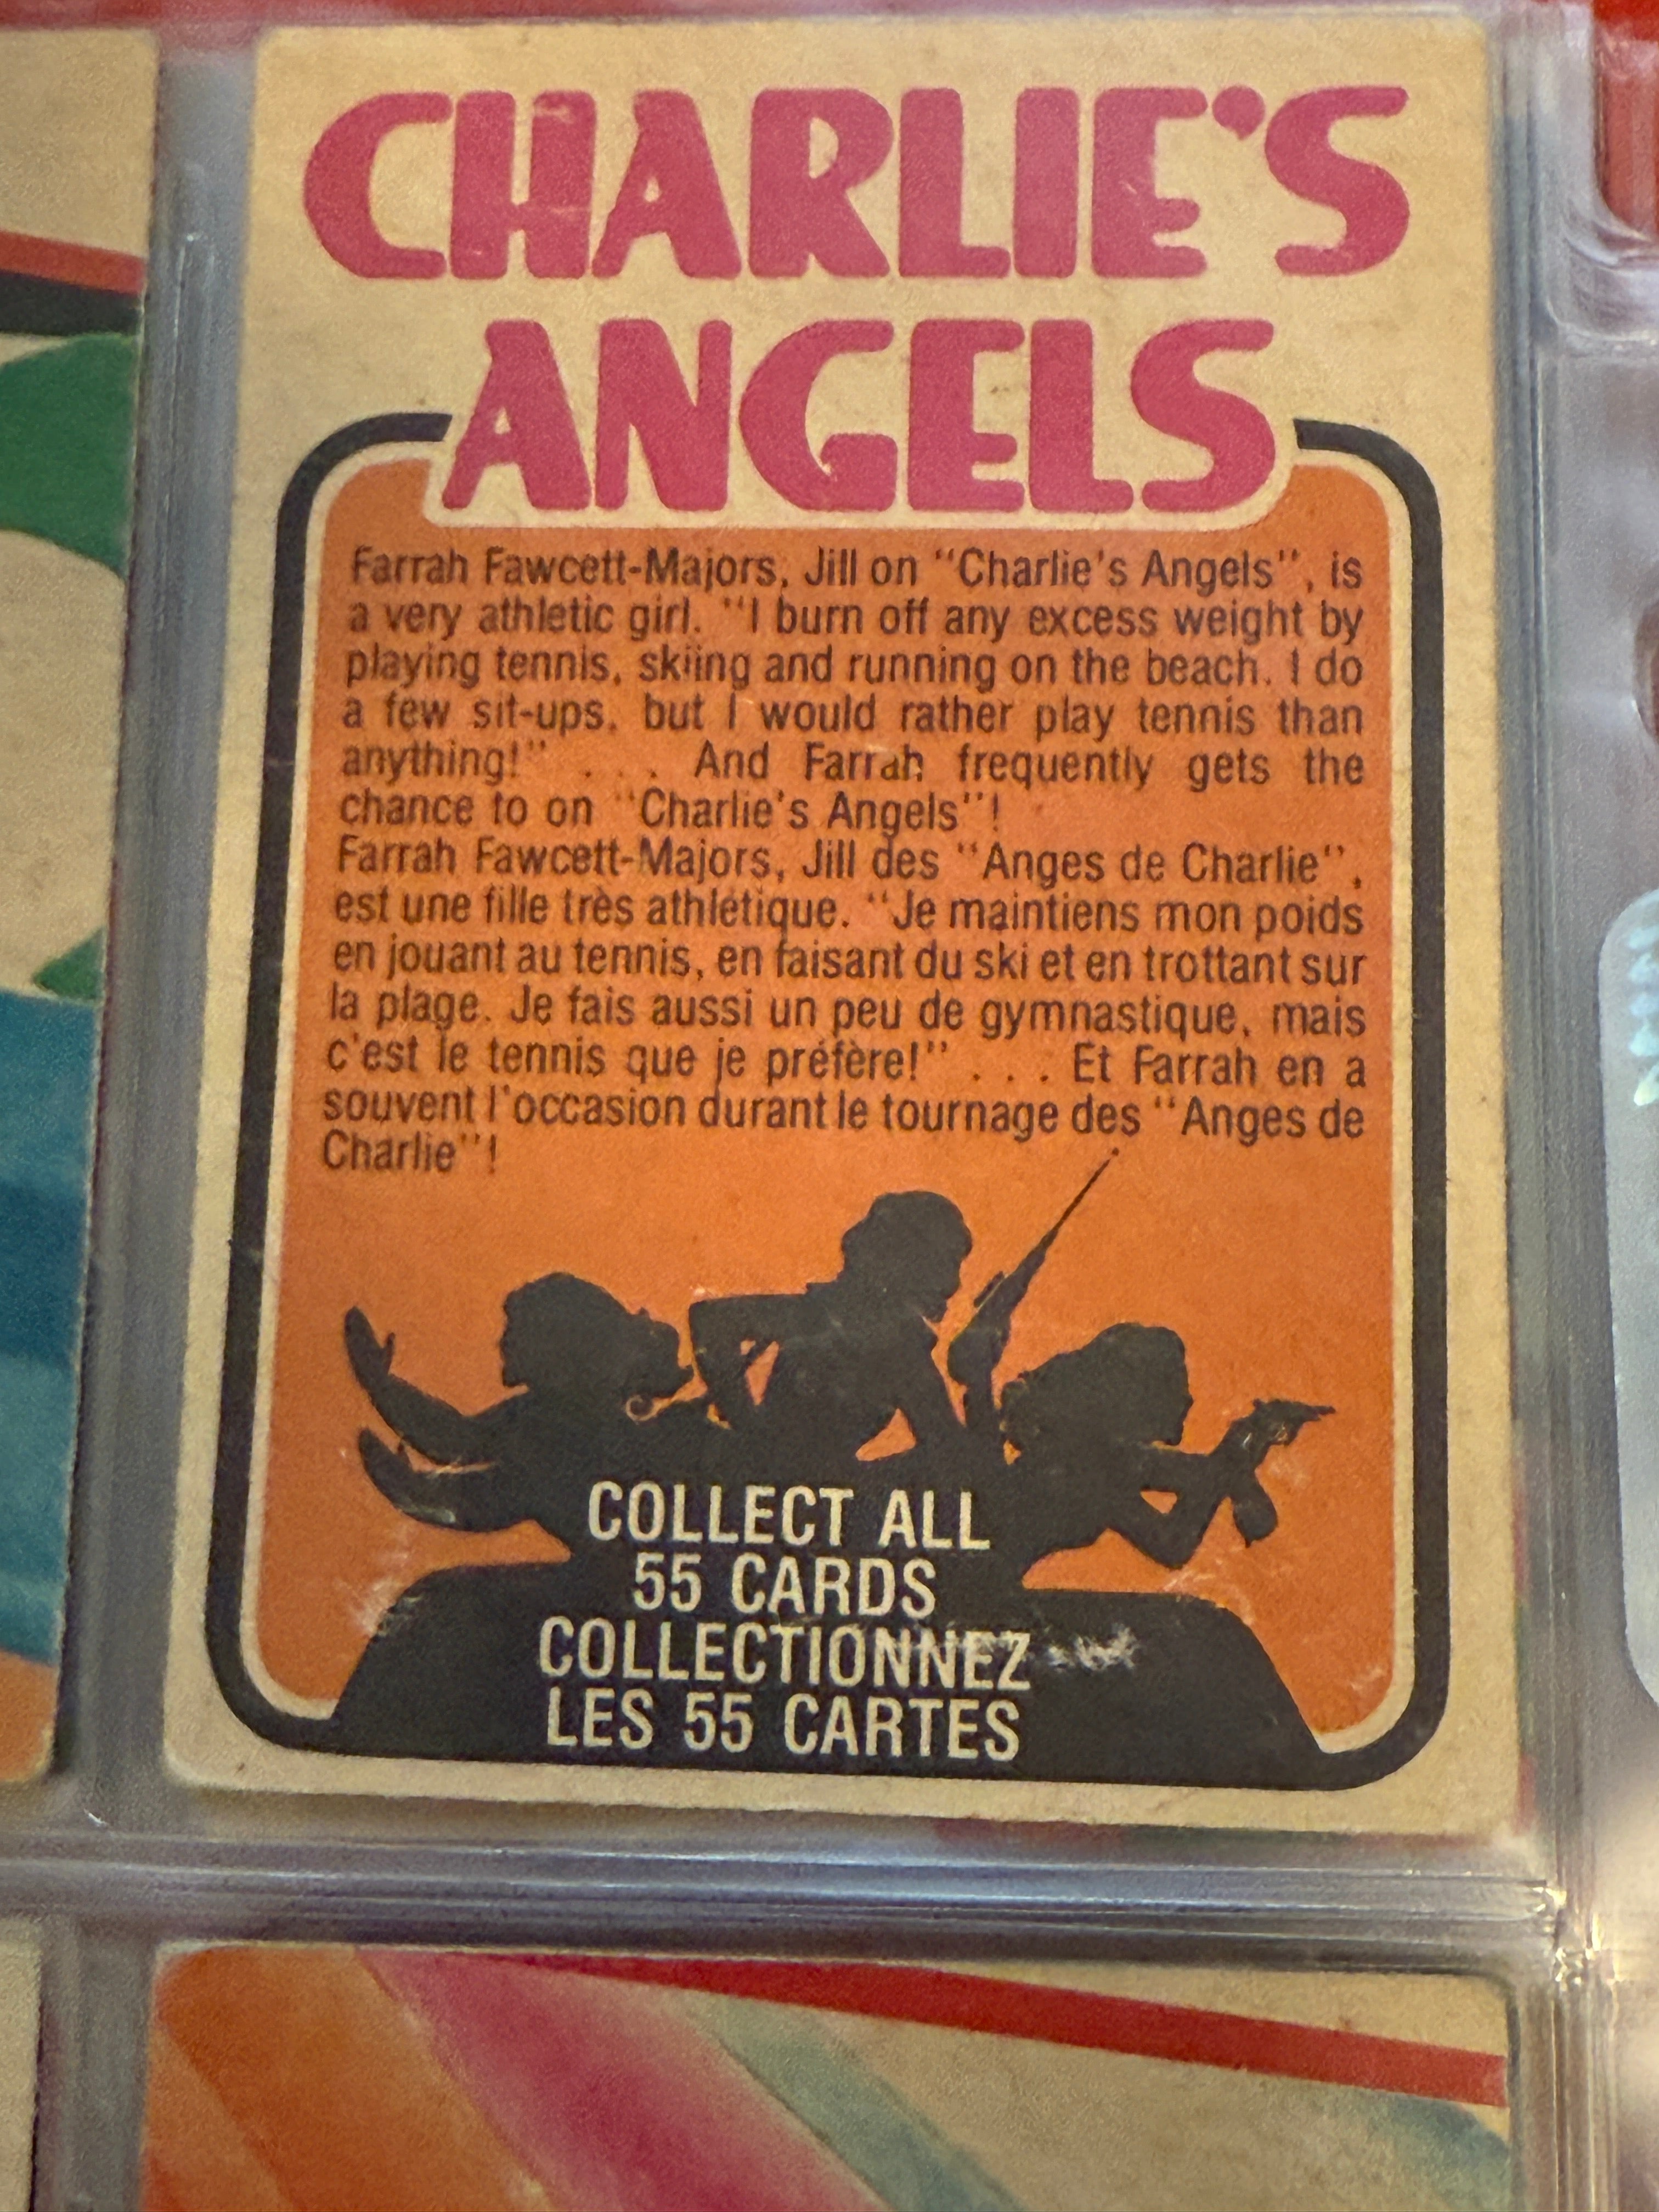 CHARLIE'S
ANGELS
Farrah Fawcett-Majors, Jill on "Charlie's Angels", is
a very athletic girl. "I burn off any excess weight by
playing tennis, skiing and running on the beach. I do
a few sit-ups, but I would rather play tennis than
anything!" . . . And Farrah frequently gets the
chance to on "Charlie's Angels"!
Farrah Fawcett-Majors, Jill des "Anges de Charlie",
est une fille très athlétique. "Je maintiens mon poids
en jouant au tennis, en faisant du ski et en trottant sur
la plage. Je fais aussi un peu de gymnastique, mais
c'est le tennis que je préfère!" . . . Et Farrah en a
souvent l'occasion durant le tournage des "Anges de
Charlie"!
COLLECT ALL
55 CARDS
COLLECTIONNEZ
LES 55 CARTES